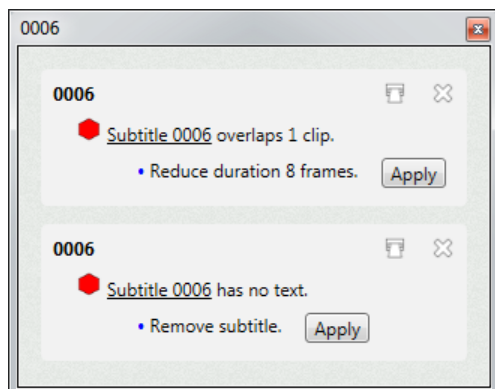 0006
0006
Subtitle 0006 overlaps 1 clip.
• Reduce duration 8 frames. Apply
0006
Subtitle 0006 has no text.
• Remove subtitle. Apply